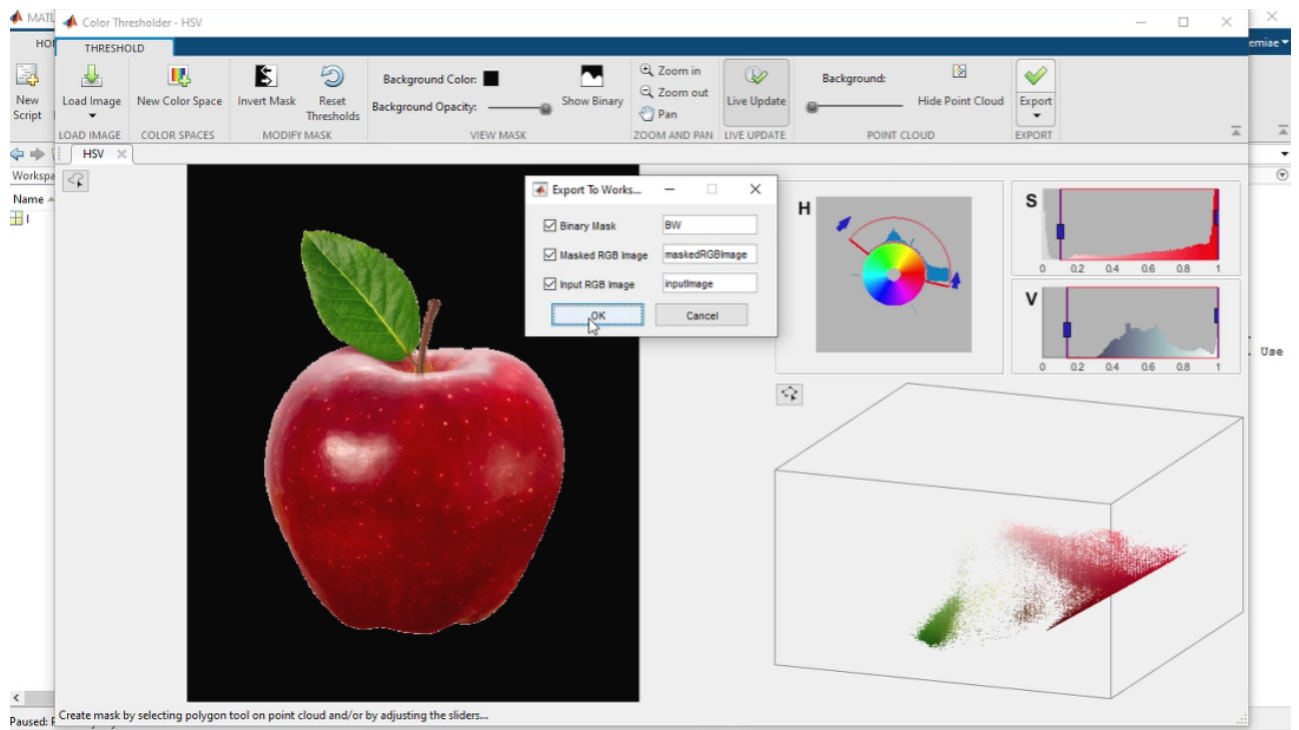 MATL
Color Thresholder - HSV
HO
THRESHOLD
emiae
New Script
Load Image
New Color Space
Invert Mask
Reset Thresholds
Background Color:
Background Opacity:
Show Binary
Zoom in
Zoom out
Pan
Live Update
Background:
Hide Point Cloud
Export
LOAD IMAGE
COLOR SPACES
MODIFY MASK
VIEW MASK
ZOOM AND PAN
LIVE UPDATE
POINT CLOUD
EXPORT
HSV
Workspa
Name
I
Export To Works...
Binary Mask
BW
Masked RGB Image
maskedRGBImage
Input RGB Image
inputImage
OK
Cancel
H
S
0 0.2 0.4 0.6 0.8 1
V
0 0.2 0.4 0.6 0.8 1
Use
Paused:
Create mask by selecting polygon tool on point cloud and/or by adjusting the sliders...